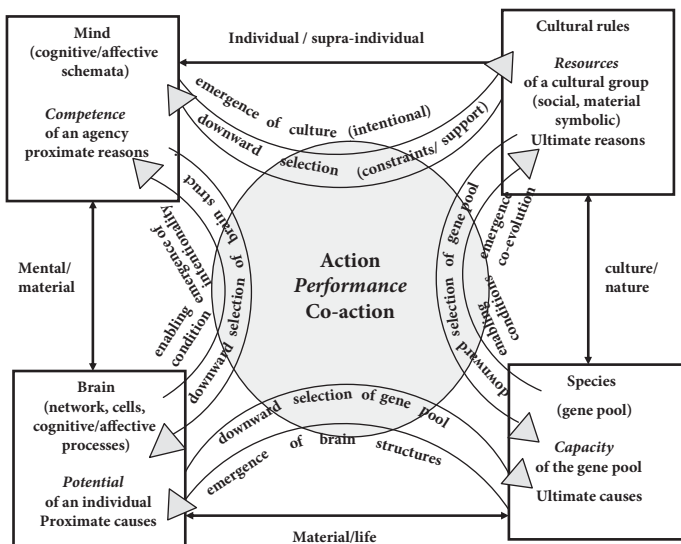 Mind
(cognitive/affective
schemata)
Competence
of an agency
proximate reasons
Individual / supra-individual
Cultural rules
Resources
of a cultural group
(social, material
symbolic)
Ultimate reasons
emergence of culture (intentional)
downward selection (constraints/ support)
Mental/
material
emergence of
intentionality
enabling
condition
downward selection of brain struct
Action
Performance
Co-action
downward selection of gene pool
emergence
co-evolution
enabling
conditions
culture/
nature
Brain
(network, cells,
cognitive/affective
processes)
Potential
of an individual
Proximate causes
downward selection of gene pool
emergence of brain structures
Species
(gene pool)
Capacity
of the gene pool
Ultimate causes
Material/life